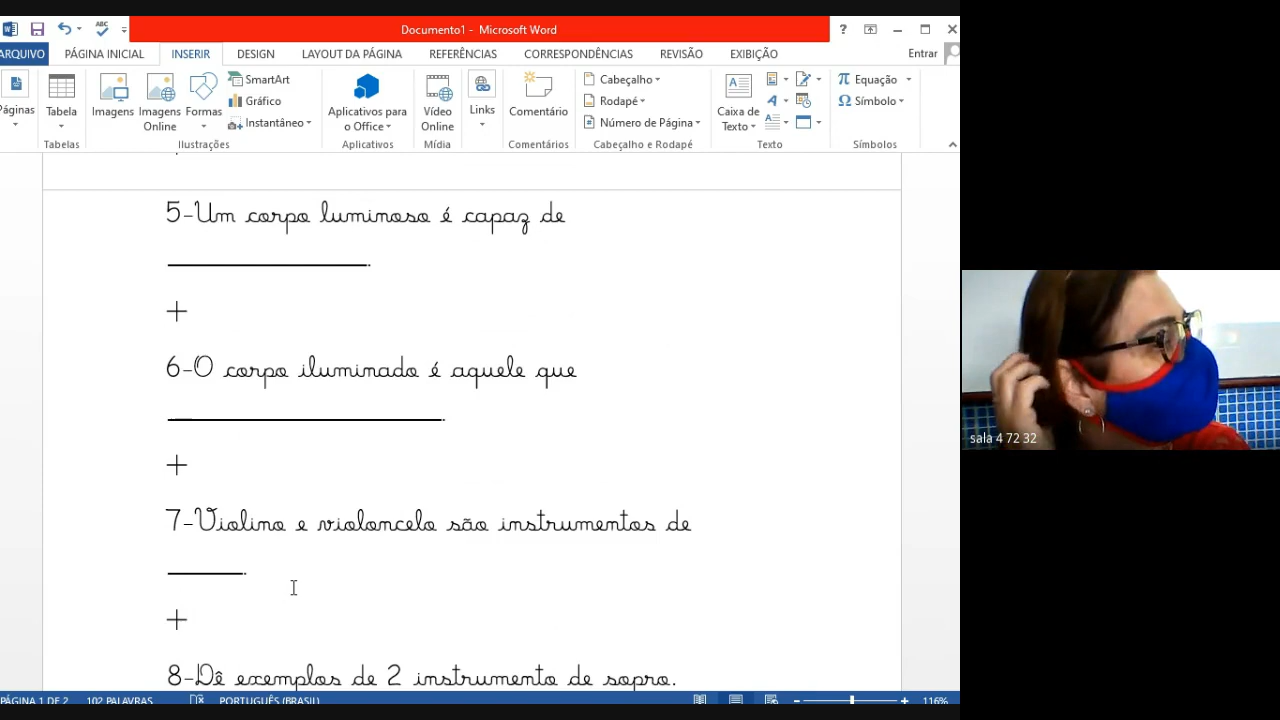 Documento1 - Microsoft Word
ARQUIVO PÁGINA INICIAL INSERIR DESIGN LAYOUT DA PÁGINA REFERÊNCIAS CORRESPONDÊNCIAS REVISÃO EXIBIÇÃO Entrar
Páginas
Tabela
Tabelas
Imagens
Imagens Online
Formas
SmartArt
Gráfico
Instantâneo
Ilustrações
Aplicativos para o Office
Aplicativos
Vídeo Online
Mídia
Links
Comentário
Comentários
Cabeçalho
Rodapé
Número de Página
Cabeçalho e Rodapé
Caixa de Texto
Texto
π Equação
Ω Símbolo
Símbolos
5-Um corpo luminoso é capaz de
____________________.
+
6-O corpo iluminado é aquele que
____________________.
+
7-Violino e violoncelo são instrumentos de
________.
+
8-Dê exemplos de 2 instrumento de sopro.
PÁGINA 1 DE 2 102 PALAVRAS PORTUGUÊS (BRASIL) 116%
sala 4 72 32